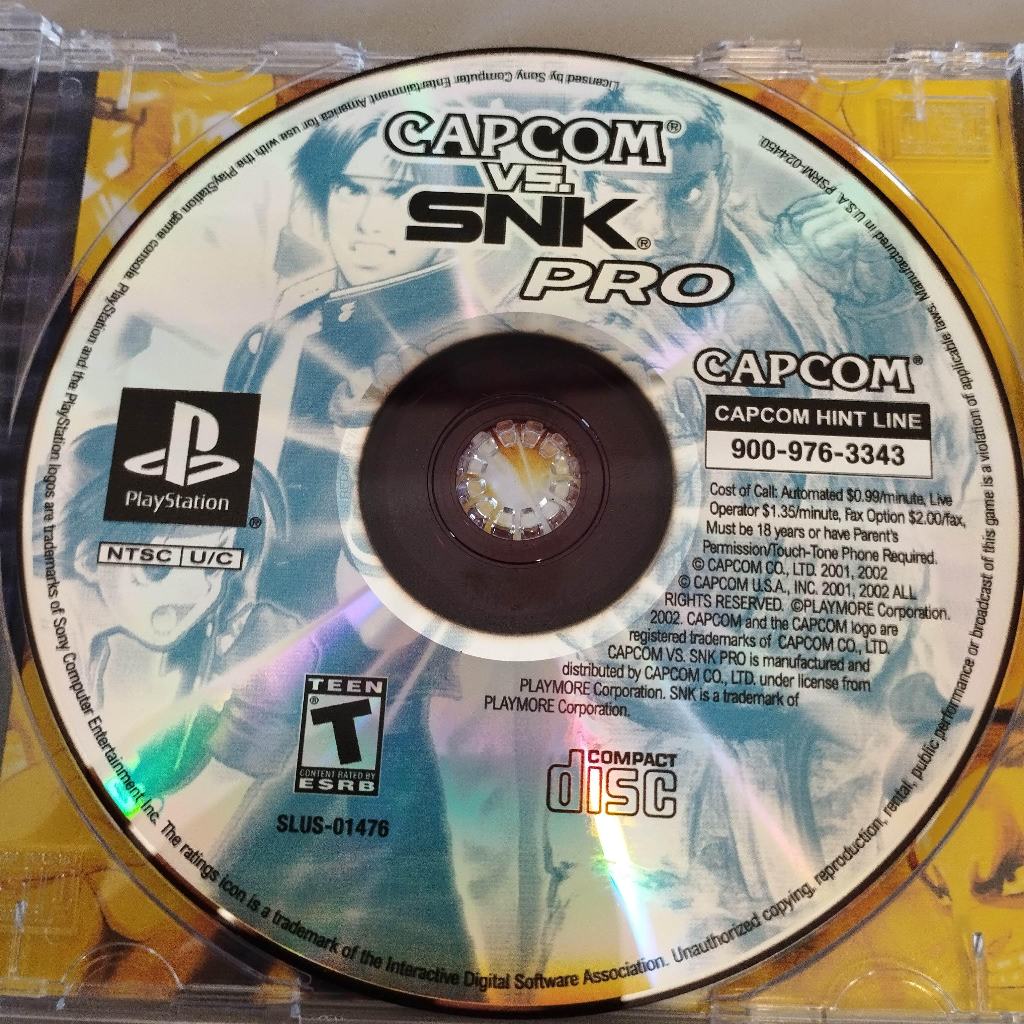 CAPCOM®
VS.
SNK®
PRO
CAPCOM®
CAPCOM HINT LINE
900-976-3343
Cost of Call: Automated $0.99/minute, Live
Operator $1.35/minute, Fax Option $2.00/fax,
Must be 18 years or have Parent's
Permission/Touch-Tone Phone Required.
© CAPCOM CO., LTD. 2001, 2002
© CAPCOM U.S.A., INC. 2001, 2002 ALL
RIGHTS RESERVED. ©PLAYMORE Corporation.
2002. CAPCOM and the CAPCOM logo are
registered trademarks of CAPCOM CO., LTD.
CAPCOM VS. SNK PRO is manufactured and
distributed by CAPCOM CO., LTD. under license from
PLAYMORE Corporation. SNK is a trademark of
PLAYMORE Corporation.
PlayStation®
NTSC U/C
TEEN
T®
CONTENT RATED BY
ESRB
SLUS-01476
COMPACT
disc
Licensed by Sony Computer Entertainment America for use with the PlayStation game console. PlayStation and the PlayStation logos are trademarks of Sony Computer Entertainment Inc. The ratings icon is a trademark of the Interactive Digital Software Association. Unauthorized copying, reproduction, rental, public performance or broadcast of this game is a violation of applicable laws. Manufactured in U.S.A. PSRM-024450.